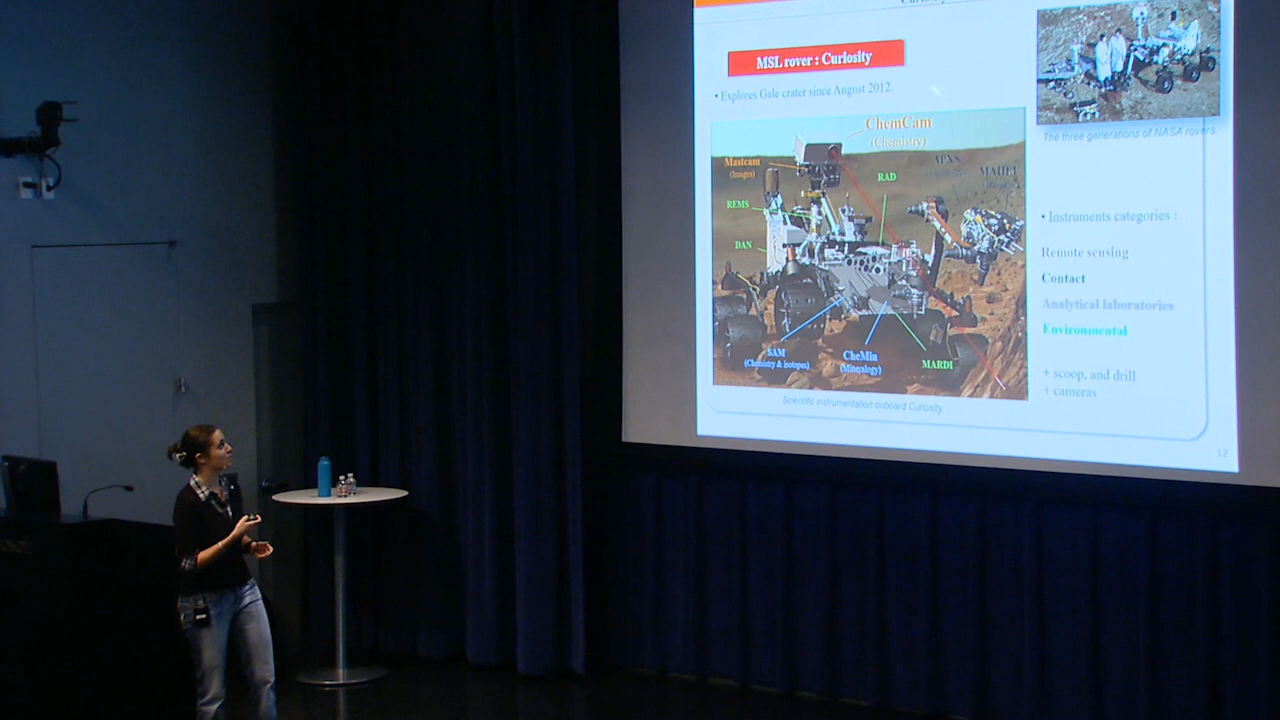 MSL rover : Curiosity
• Explores Gale crater since August 2012.
The three generations of NASA rovers
ChemCam
(Chemistry)
Mastcam
(Images)
APXS
MAHLI
RAD
REMS
DAN
SAM
(Chemistry & isotopes)
CheMin
(Mineralogy)
MARDI
Scientific instrumentation onboard Curiosity
• Instruments categories :
Remote sensing
Contact
Analytical laboratories
Environmental
+ scoop, and drill
+ cameras
12